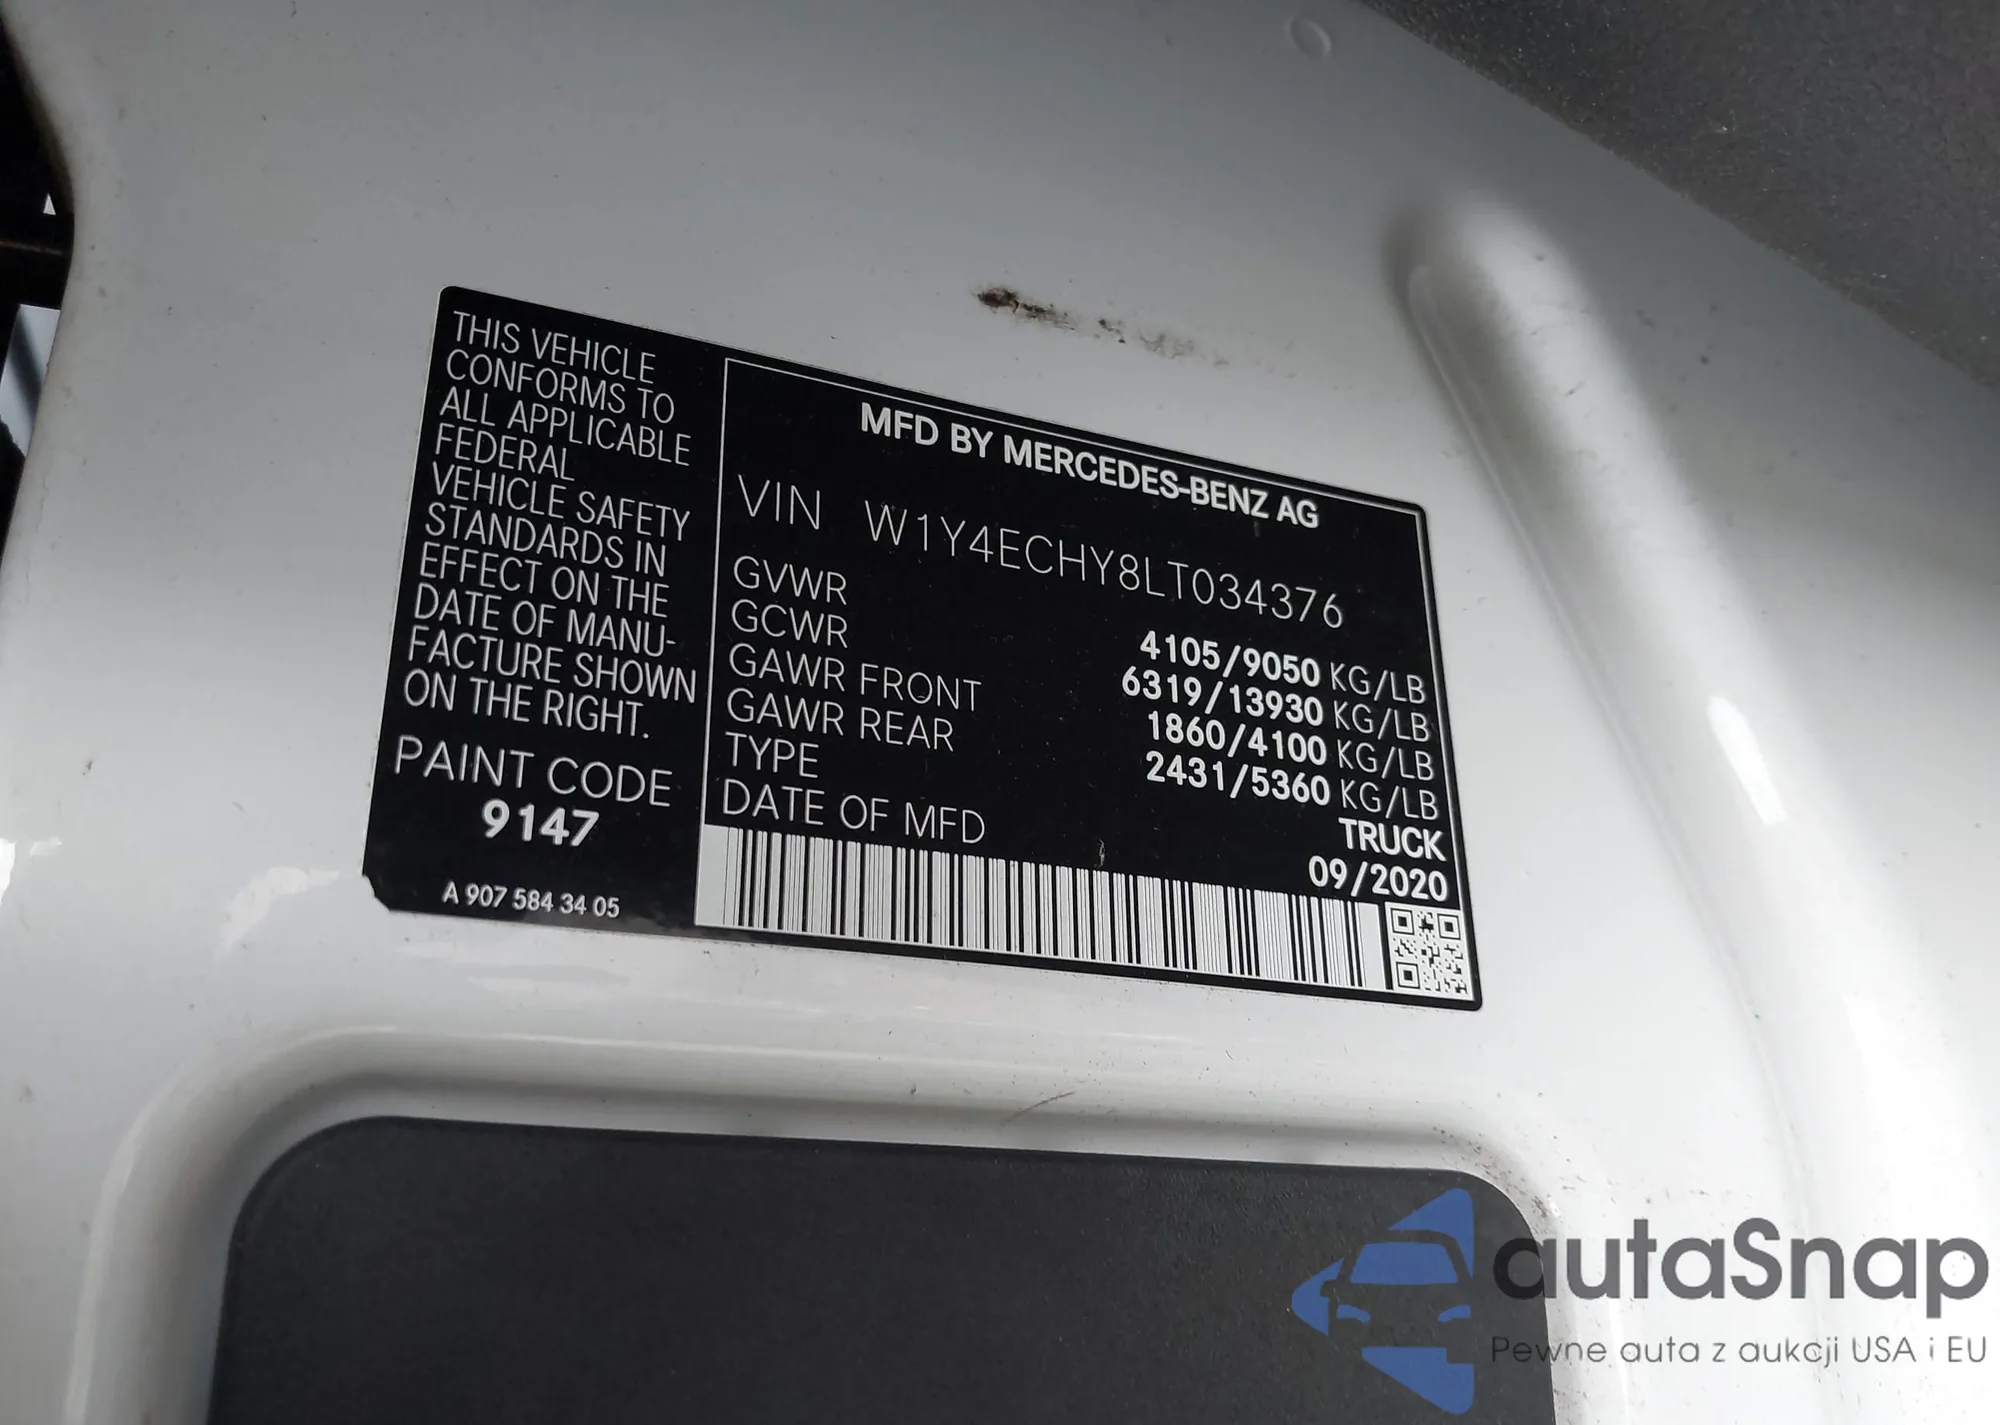 THIS VEHICLE
CONFORMS TO
ALL APPLICABLE
FEDERAL
VEHICLE SAFETY
STANDARDS IN
EFFECT ON THE
DATE OF MANU-
FACTURE SHOWN
ON THE RIGHT.
PAINT CODE
9147
A 907 584 34 05
MFD BY MERCEDES-BENZ AG
VIN W1Y4ECHY8LT034376
GVWR 4105/9050 KG/LB
GCWR 6319/13930 KG/LB
GAWR FRONT 1860/4100 KG/LB
GAWR REAR 2431/5360 KG/LB
TYPE TRUCK
DATE OF MFD 09/2020
autaSnap
Pewne auta z aukcji USA i EU